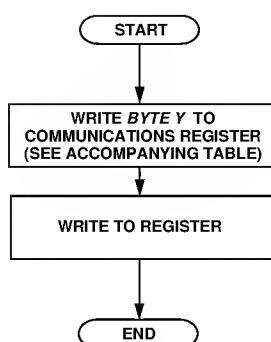 START
WRITE BYTE Y TO
COMMUNICATIONS REGISTER
(SEE ACCOMPANYING TABLE)
WRITE TO REGISTER
END